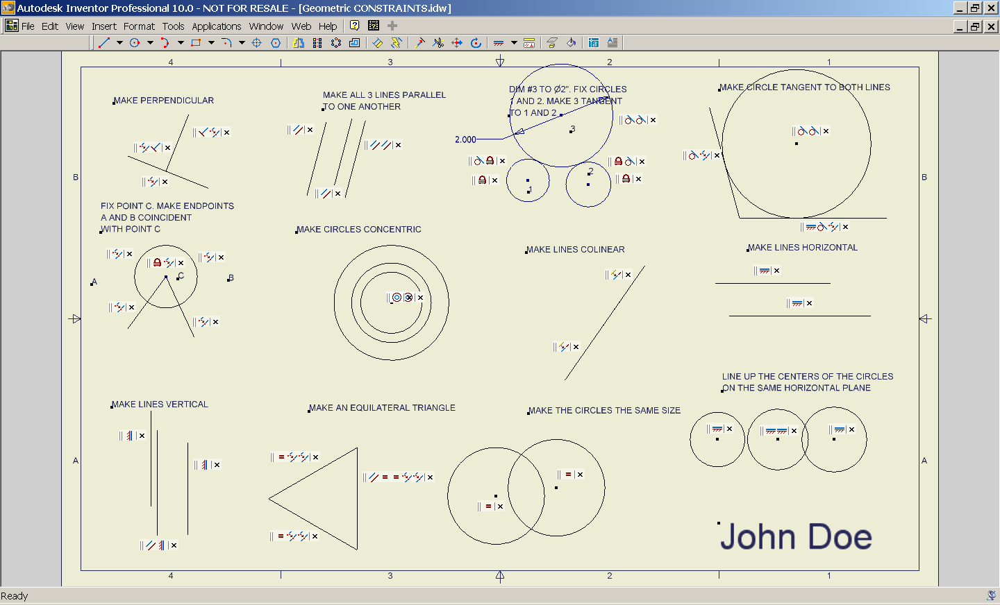 Autodesk Inventor Professional 10.0 - NOT FOR RESALE - [Geometric CONSTRAINTS.idw]
File Edit View Insert Format Tools Applications Window Web Help
4 3 2 1
MAKE PERPENDICULAR
MAKE ALL 3 LINES PARALLEL
TO ONE ANOTHER
DIM #3 TO Ø2". FIX CIRCLES
1 AND 2. MAKE 3 TANGENT
TO 1 AND 2
3
2.000
1
2
MAKE CIRCLE TANGENT TO BOTH LINES
B
B
FIX POINT C. MAKE ENDPOINTS
A AND B COINCIDENT
WITH POINT C
A
C
B
MAKE CIRCLES CONCENTRIC
MAKE LINES COLINEAR
MAKE LINES HORIZONTAL
LINE UP THE CENTERS OF THE CIRCLES
ON THE SAME HORIZONTAL PLANE
MAKE LINES VERTICAL
MAKE AN EQUILATERAL TRIANGLE
MAKE THE CIRCLES THE SAME SIZE
A
A
John Doe
4 3 2 1
Ready